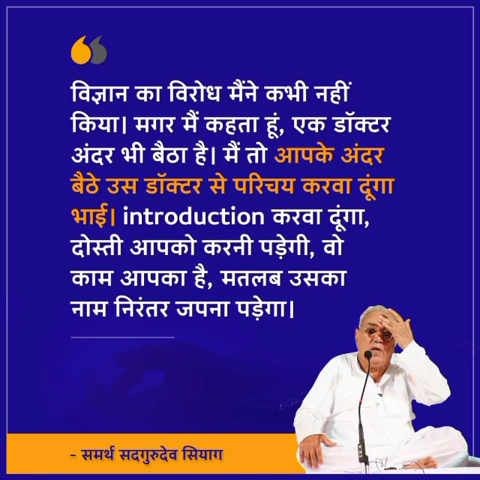 विज्ञान का विरोध मैंने कभी नहीं
किया। मगर मैं कहता हूं, एक डॉक्टर
अंदर भी बैठा है। मैं तो आपके अंदर
बैठे उस डॉक्टर से परिचय करवा दूंगा
भाई। introduction करवा दूंगा,
दोस्ती आपको करनी पड़ेगी, वो
काम आपका है, मतलब उसका
नाम निरंतर जपना पड़ेगा।
- समर्थ सदगुरुदेव सियाग